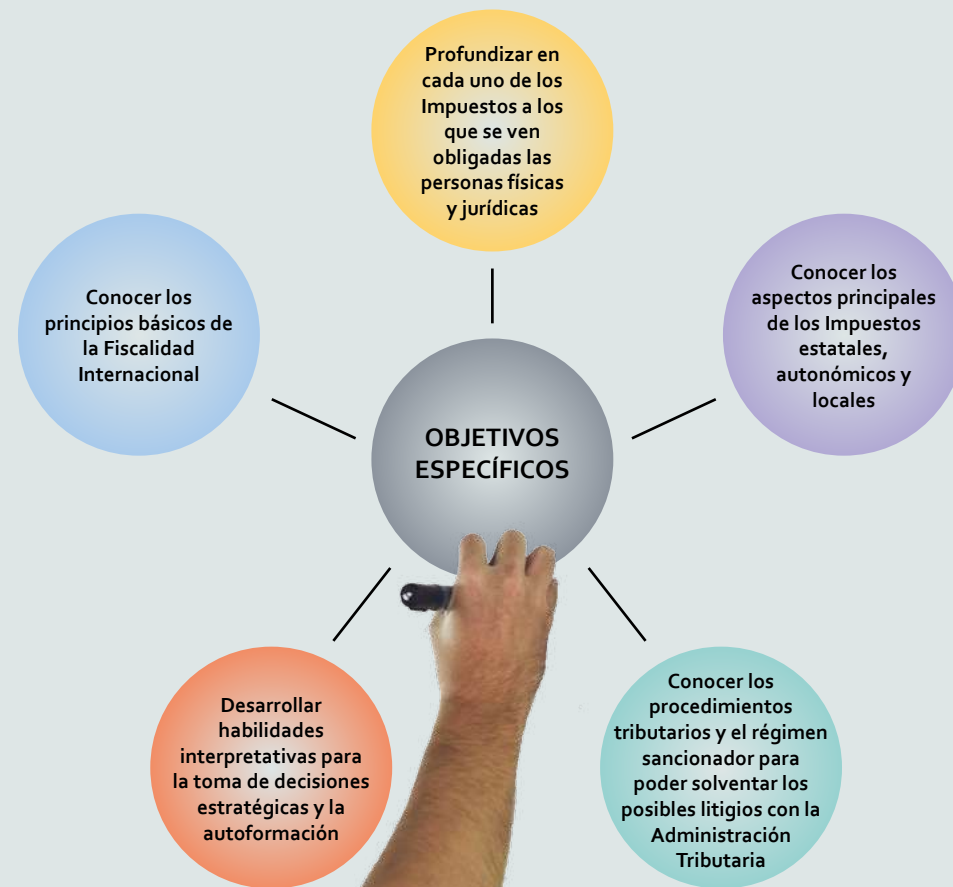 Profundizar en
cada uno de los
Impuestos a los
que se ven
obligadas las
personas físicas
y jurídicas
Conocer los
principios básicos de
la Fiscalidad
Internacional
Conocer los
aspectos principales
de los Impuestos
estatales,
autonómicos y
locales
OBJETIVOS
ESPECÍFICOS
Desarrollar
habilidades
interpretativas para
la toma de decisiones
estratégicas y la
autoformación
Conocer los
procedimientos
tributarios y el régimen
sancionador para
poder solventar los
posibles litigios con la
Administración
Tributaria